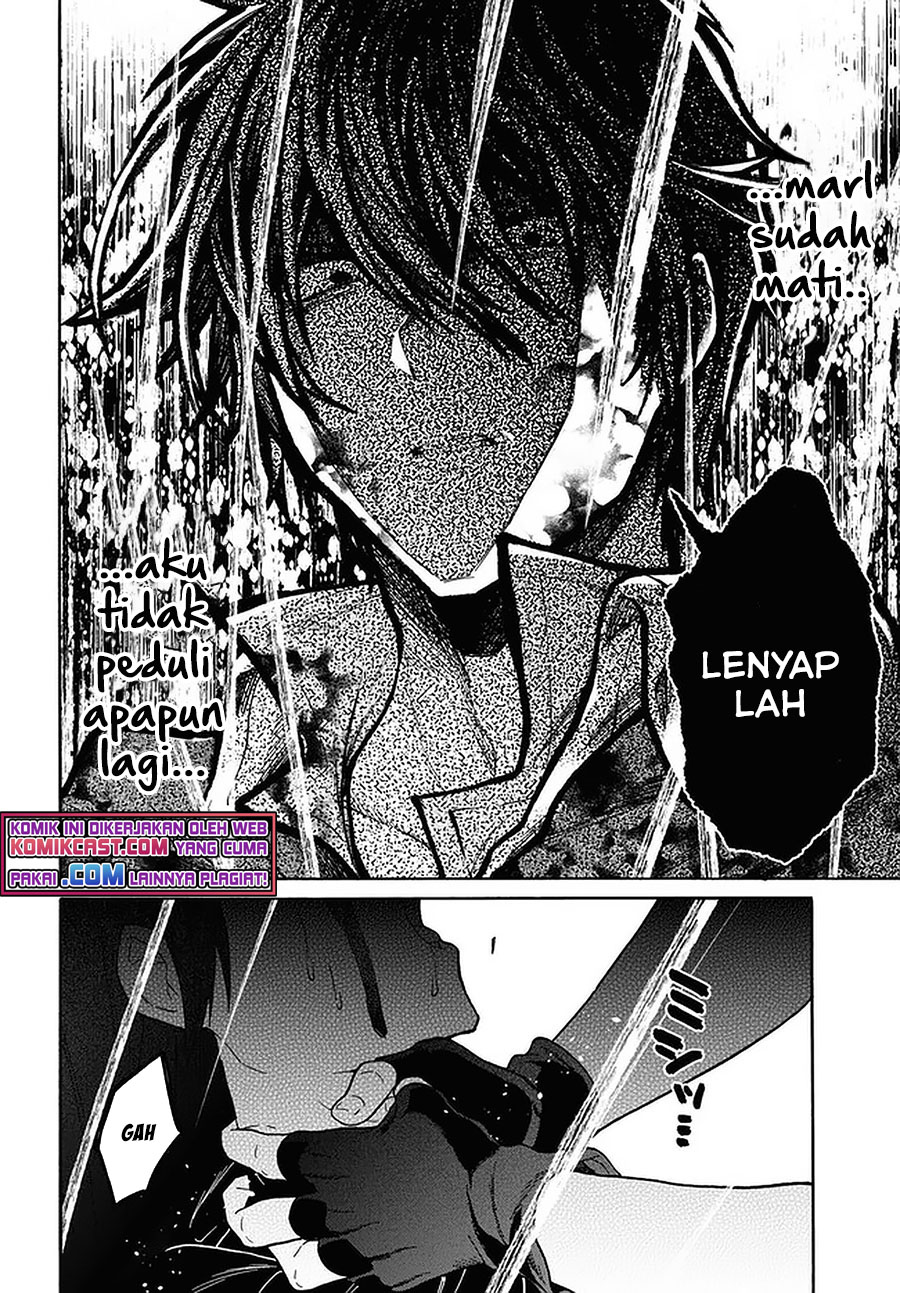 ...marl
sudah
mati..
...aku
tidak
peduli
apapun
lagi...
LENYAP
LAH
KOMIK INI DIKERJAKAN OLEH WEB
KOMIKCAST.COM YANG CUMA
PAKAI .COM LAINNYA PLAGIAT!
GAH